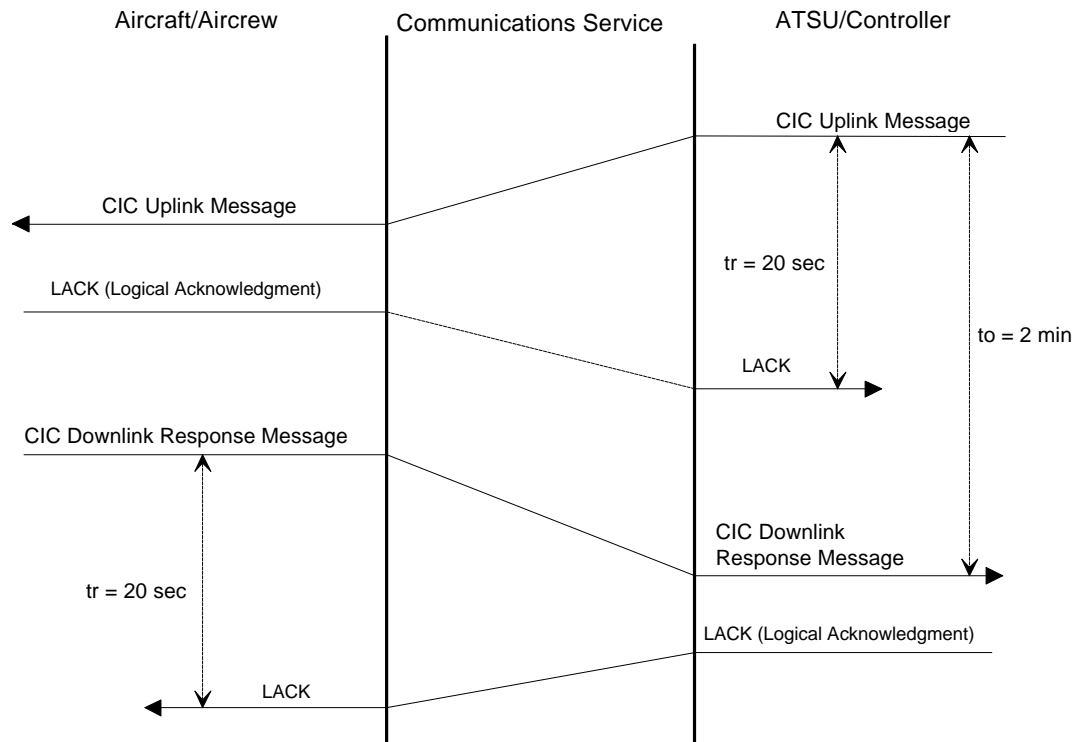 Aircraft/Aircrew
Communications Service
ATSU/Controller
CIC Uplink Message
CIC Uplink Message
tr = 20 sec
LACK (Logical Acknowledgment)
to = 2 min
LACK
CIC Downlink Response Message
CIC Downlink
Response Message
tr = 20 sec
LACK (Logical Acknowledgment)
LACK